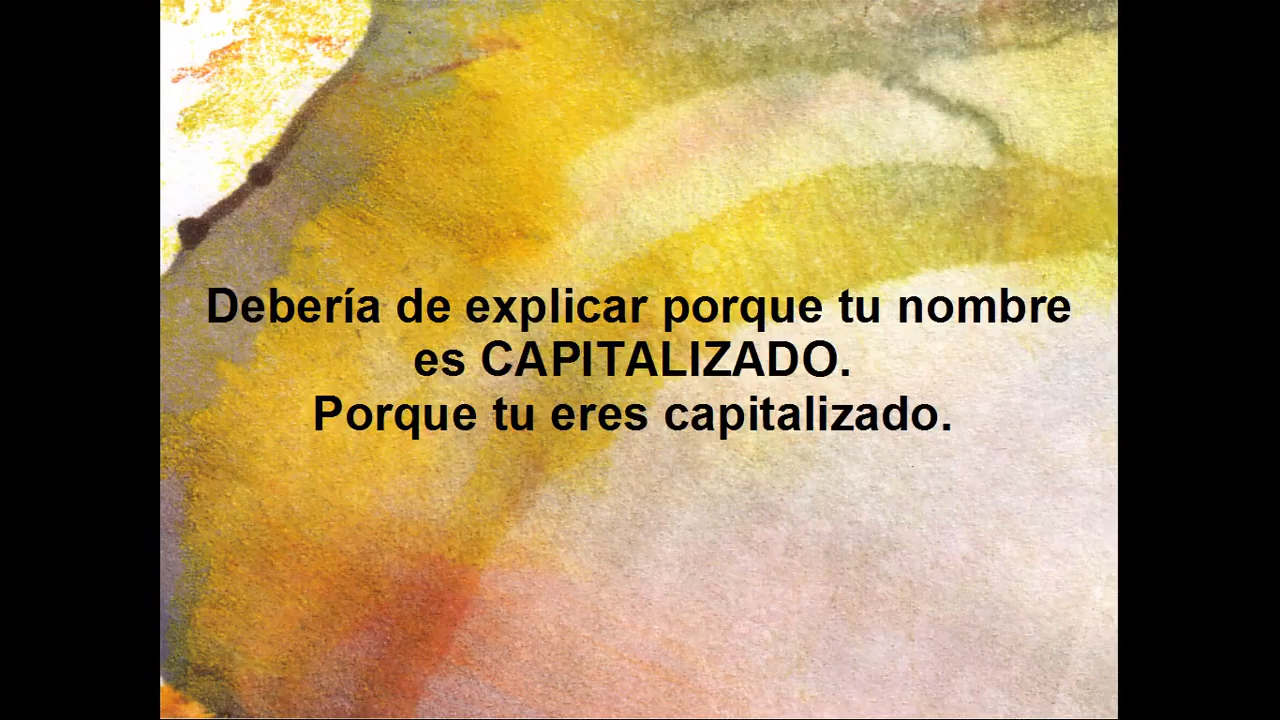 Debería de explicar porque tu nombre
es CAPITALIZADO.
Porque tu eres capitalizado.